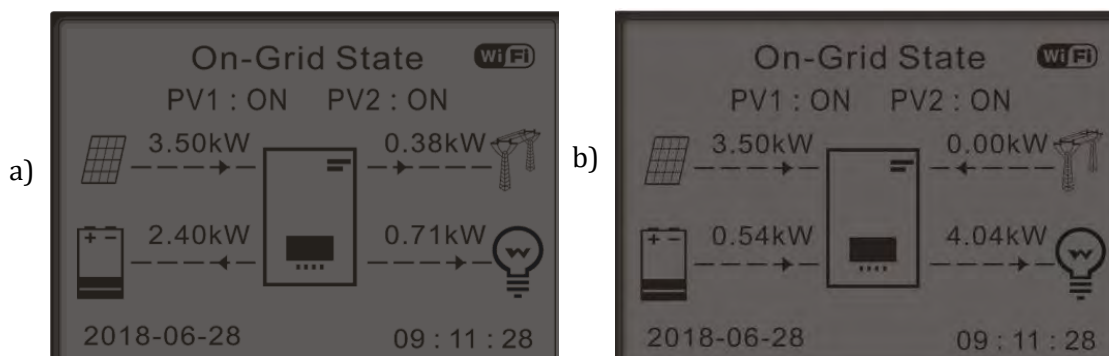 a)
On-Grid State WiFi
PV1 : ON PV2 : ON
3.50kW 0.38kW
+ −
2.40kW 0.71kW
2018-06-28 09 : 11 : 28
b)
On-Grid State WiFi
PV1 : ON PV2 : ON
3.50kW 0.00kW
+ −
0.54kW 4.04kW
2018-06-28 09 : 11 : 28